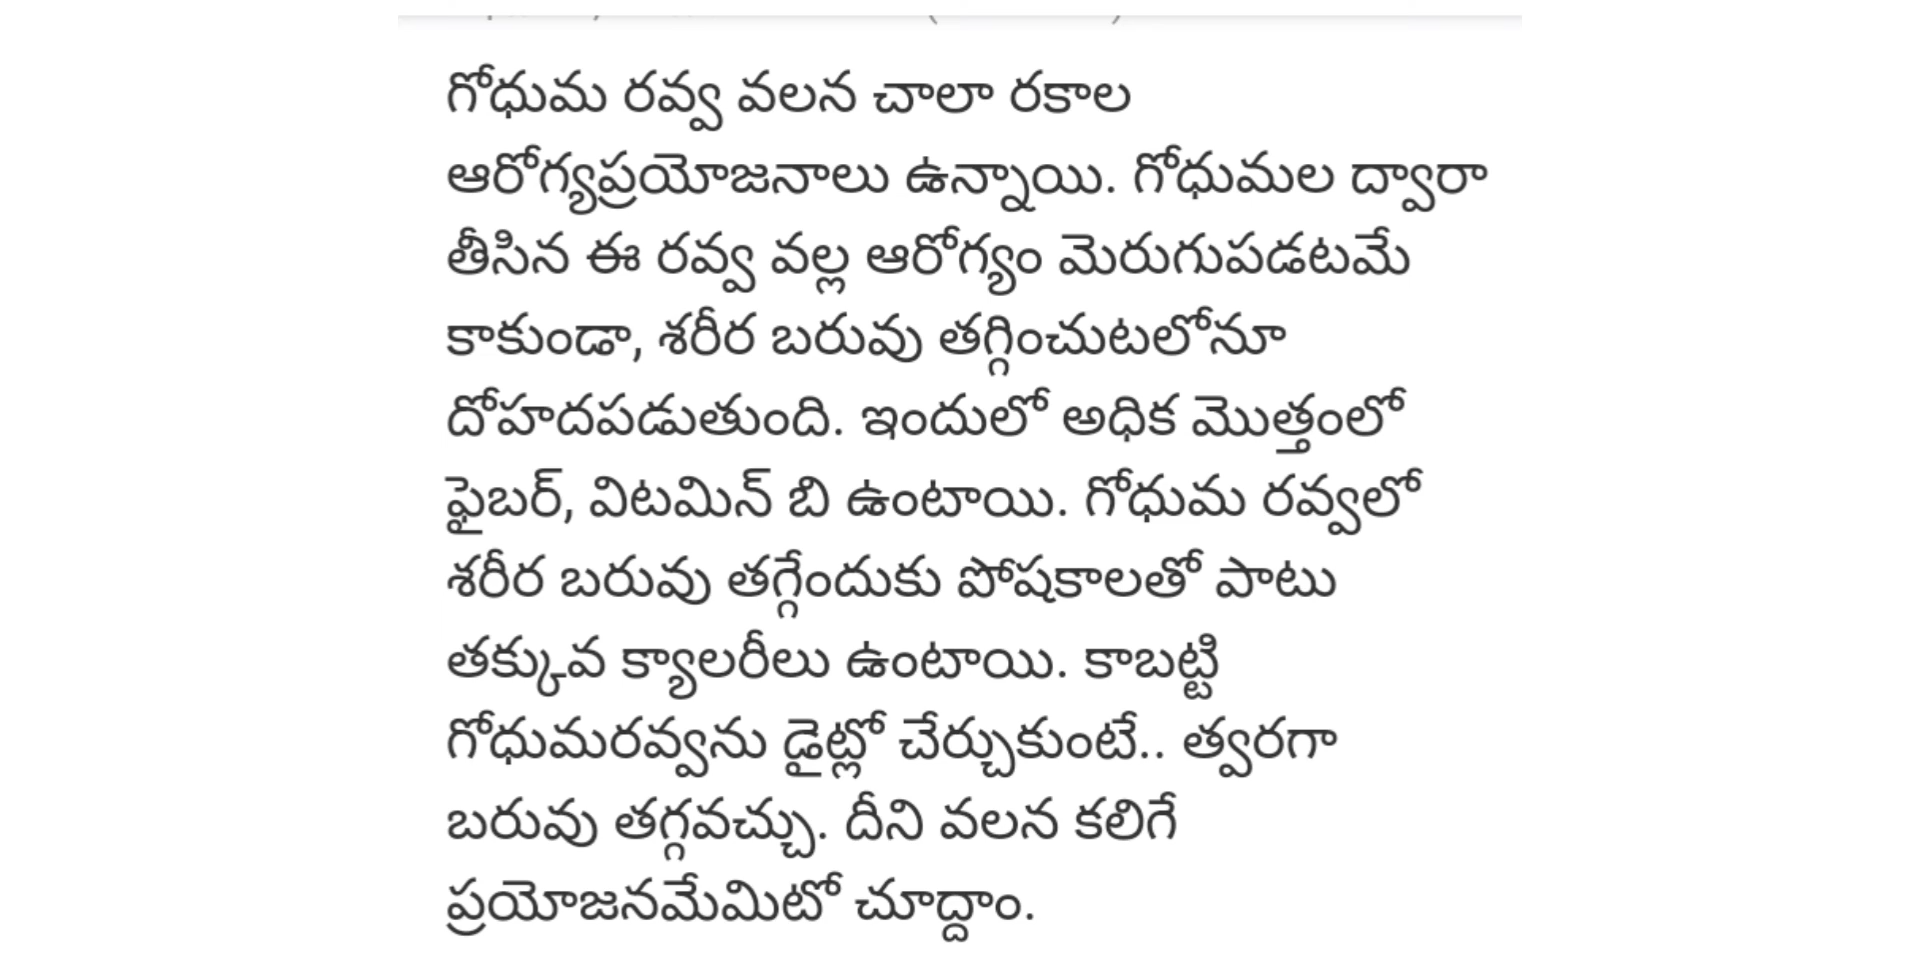 గోధుమ రవ్వ వలన చాలా రకాల
ఆరోగ్యప్రయోజనాలు ఉన్నాయి. గోధుమల ద్వారా
తీసిన ఈ రవ్వ వల్ల ఆరోగ్యం మెరుగుపడటమే
కాకుండా, శరీర బరువు తగ్గించుటలోనూ
దోహదపడుతుంది. ఇందులో అధిక మొత్తంలో
ఫైబర్, విటమిన్ బి ఉంటాయి. గోధుమ రవ్వలో
శరీర బరువు తగ్గేందుకు పోషకాలతో పాటు
తక్కువ క్యాలరీలు ఉంటాయి. కాబట్టి
గోధుమరవ్వను డైట్లో చేర్చుకుంటే.. త్వరగా
బరువు తగ్గవచ్చు. దీని వలన కలిగే
ప్రయోజనమేమిటో చూద్దాం.